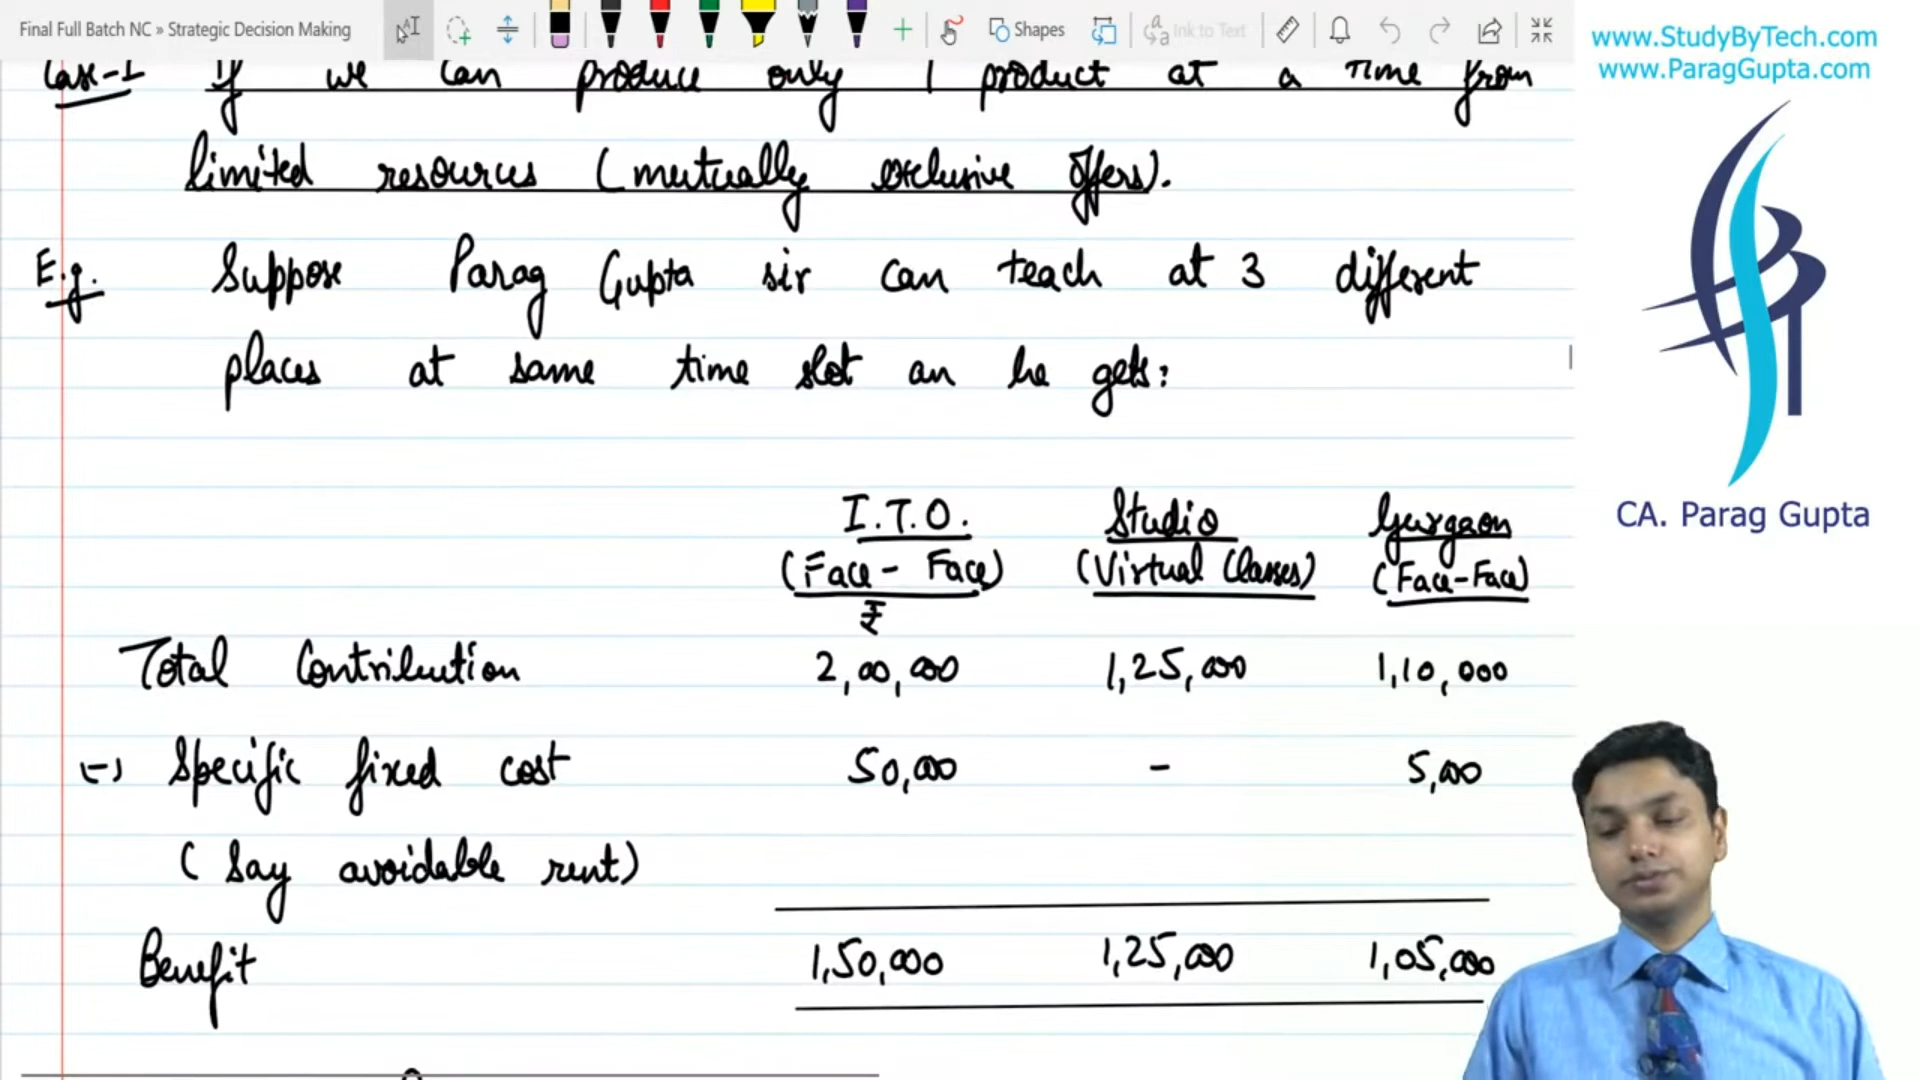 Final Full Batch NC » Strategic Decision Making
Shapes
Ink to Text
www.StudyByTech.com
www.ParagGupta.com
Case-I If we can produce only 1 product at a time from
limited resources (mutually exclusive offers).
E.g. Suppose Parag Gupta sir can teach at 3 different
places at same time slot an he gets:
CA. Parag Gupta
I.T.O. Studio Gurgaon
(Face-Face) (Virtual Classes) (Face-Face)
₹
Total Contribution 2,00,000 1,25,000 1,10,000
(-) Specific fixed cost 50,000 - 5,000
(Say avoidable rent)
Benefit 1,50,000 1,25,000 1,05,000